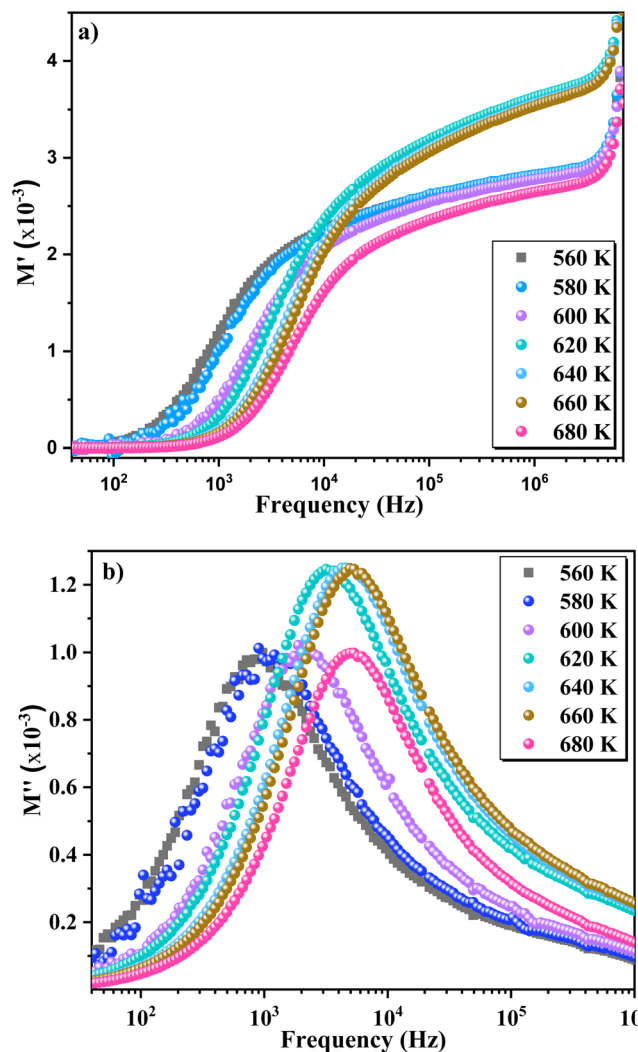 a)
M' (x10⁻³)
4
3
2
1
0
560 K
580 K
600 K
620 K
640 K
660 K
680 K
10² 10³ 10⁴ 10⁵ 10⁶
Frequency (Hz)
b)
M'' (x10⁻³)
1.2
1.0
0.8
0.6
0.4
0.2
560 K
580 K
600 K
620 K
640 K
660 K
680 K
10² 10³ 10⁴ 10⁵ 10
Frequency (Hz)